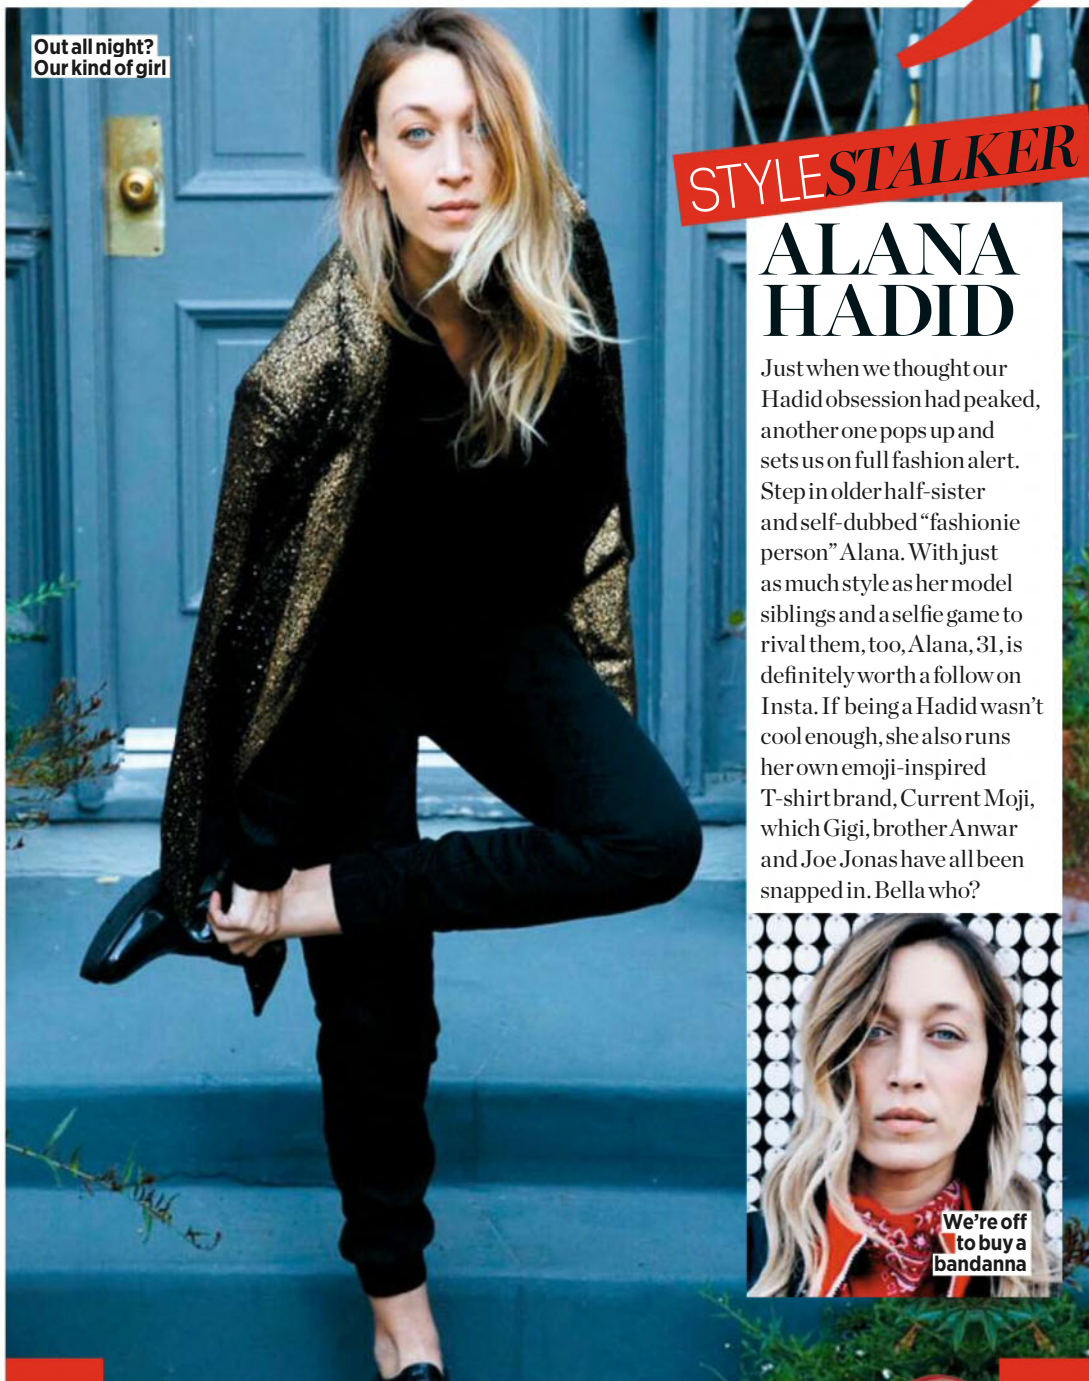 Out all night?
Our kind of girl
STYLESTALKER
ALANA
HADID
Just when we thought our
Hadid obsession had peaked,
another one pops up and
sets us on full fashion alert.
Step in older half-sister
and self-dubbed “fashionie
person” Alana. With just
as much style as her model
siblings and a selfie game to
rival them, too, Alana, 31, is
definitely worth a follow on
Insta. If being a Hadid wasn’t
cool enough, she also runs
her own emoji-inspired
T-shirt brand, Current Moji,
which Gigi, brother Anwar
and Joe Jonas have all been
snapped in. Bella who?
We’re off
to buy a
bandanna